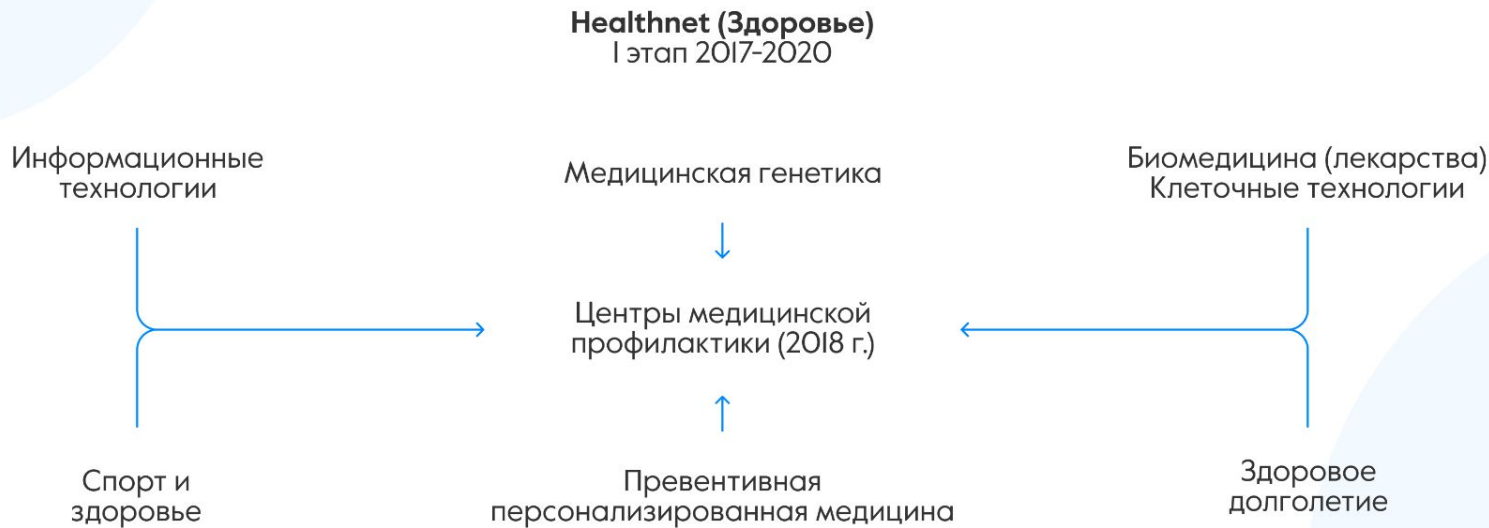 Healthnet (Здоровье)
I этап 2017-2020
Информационные
технологии
Медицинская генетика
Биомедицина (лекарства)
Клеточные технологии
Центры медицинской
профилактики (2018 г.)
Спорт и
здоровье
Превентивная
персонализированная медицина
Здоровое
долголетие